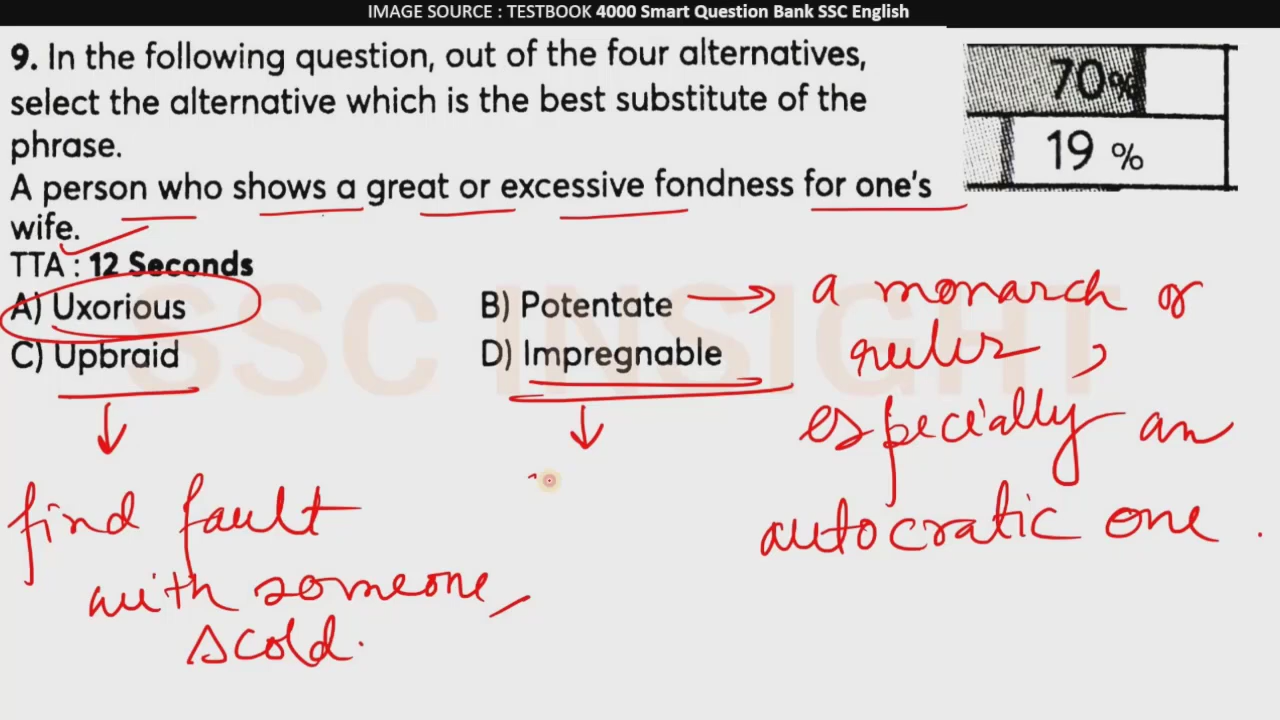 IMAGE SOURCE : TESTBOOK 4000 Smart Question Bank SSC English
9. In the following question, out of the four alternatives,
select the alternative which is the best substitute of the
phrase.
A person who shows a great or excessive fondness for one's
wife.
TTA : 12 Seconds
A) Uxorious
B) Potentate
C) Upbraid
D) Impregnable
70%
19 %
a monarch or
ruler,
especially an
autocratic one.
find fault
with someone,
scold.
SSC INSIGHT